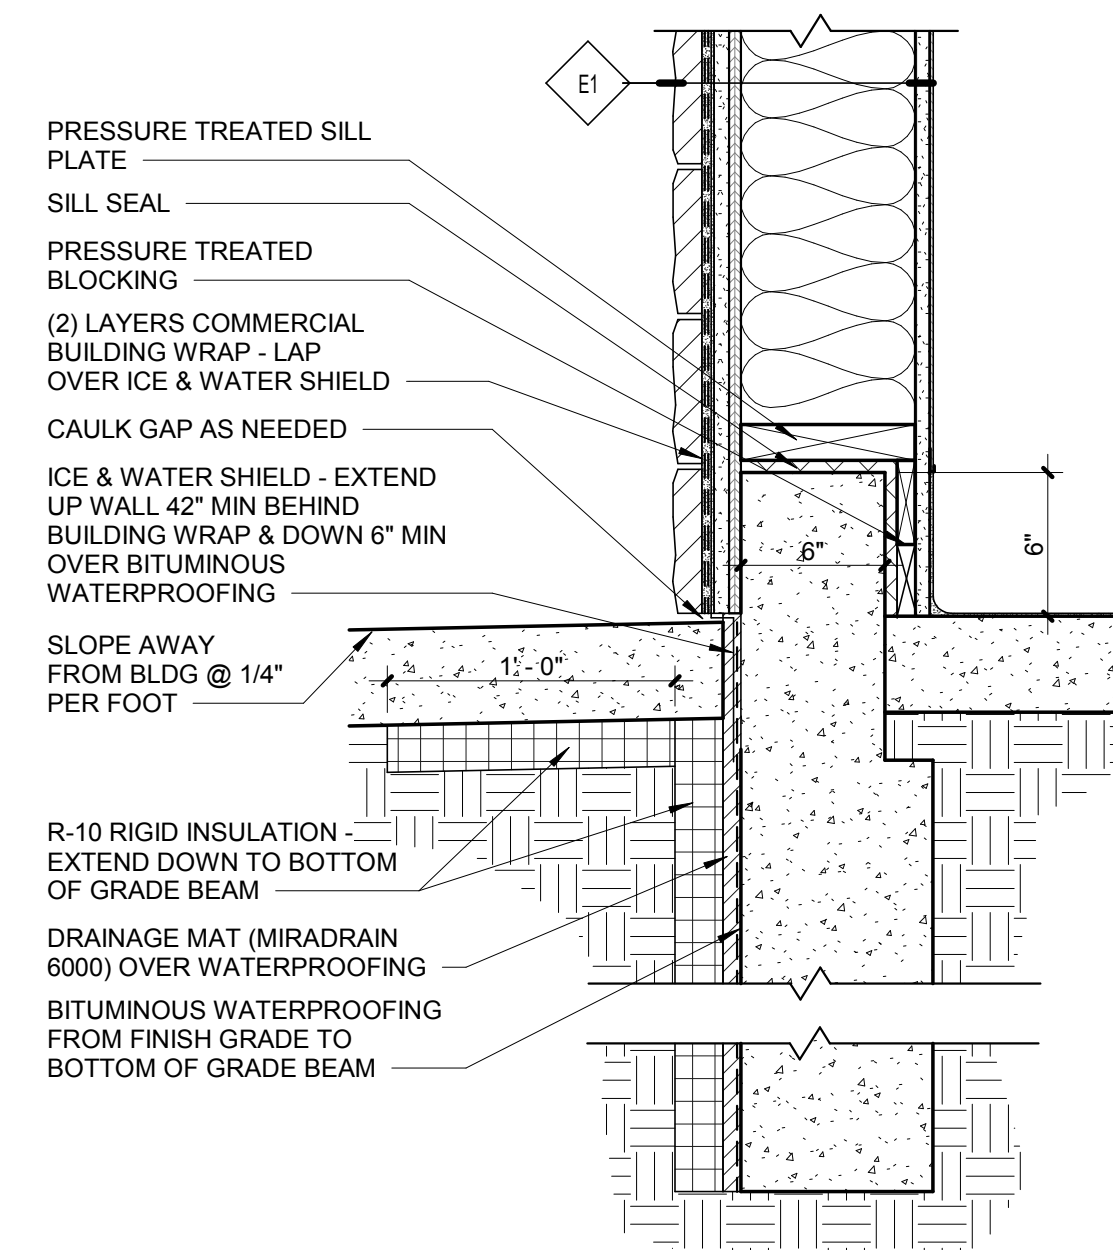 E1
PRESSURE TREATED SILL
PLATE
SILL SEAL
PRESSURE TREATED
BLOCKING
(2) LAYERS COMMERCIAL
BUILDING WRAP - LAP
OVER ICE & WATER SHIELD
CAULK GAP AS NEEDED
ICE & WATER SHIELD - EXTEND
UP WALL 42" MIN BEHIND
BUILDING WRAP & DOWN 6" MIN
OVER BITUMINOUS
WATERPROOFING
6"
6"
SLOPE AWAY
FROM BLDG @ 1/4"
PER FOOT
1' - 0"
R-10 RIGID INSULATION -
EXTEND DOWN TO BOTTOM
OF GRADE BEAM
DRAINAGE MAT (MIRADRAIN
6000) OVER WATERPROOFING
BITUMINOUS WATERPROOFING
FROM FINISH GRADE TO
BOTTOM OF GRADE BEAM